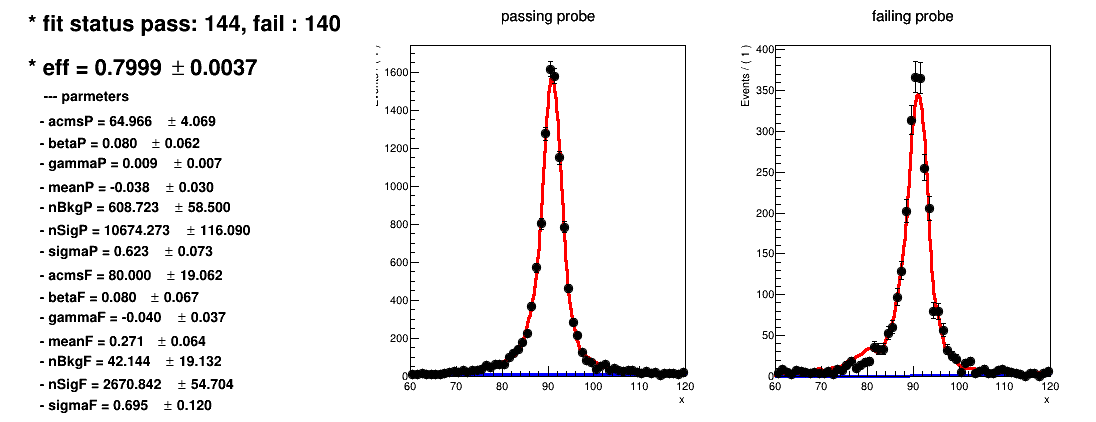 * fit status pass: 144, fail : 140
* eff = 0.7999 ± 0.0037
--- parmeters
- acmsP = 64.966 ± 4.069
- betaP = 0.080 ± 0.062
- gammaP = 0.009 ± 0.007
- meanP = -0.038 ± 0.030
- nBkgP = 608.723 ± 58.500
- nSigP = 10674.273 ± 116.090
- sigmaP = 0.623 ± 0.073
- acmsF = 80.000 ± 19.062
- betaF = 0.080 ± 0.067
- gammaF = -0.040 ± 0.037
- meanF = 0.271 ± 0.064
- nBkgF = 42.144 ± 19.132
- nSigF = 2670.842 ± 54.704
- sigmaF = 0.695 ± 0.120
passing probe
1600
1400
1200
1000
800
600
400
200
0
60 70 80 90 100 110 120
x
failing probe
Events / ( 1 )
400
350
300
250
200
150
100
50
0
60 70 80 90 100 110 120
x